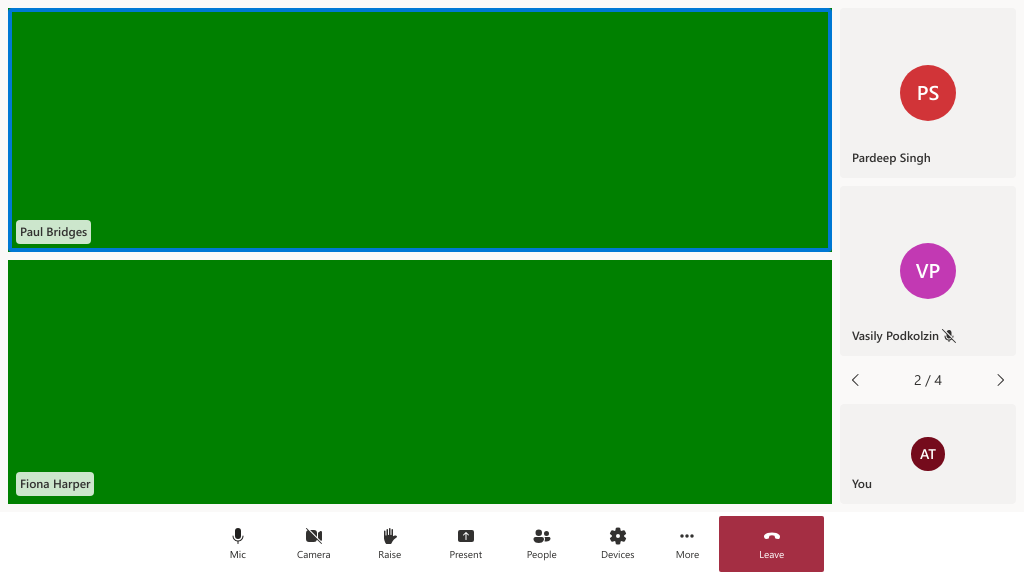 Paul Bridges
Fiona Harper
PS
Pardeep Singh
VP
Vasily Podkolzin
2 / 4
AT
You
Mic
Camera
Raise
Present
People
Devices
More
Leave